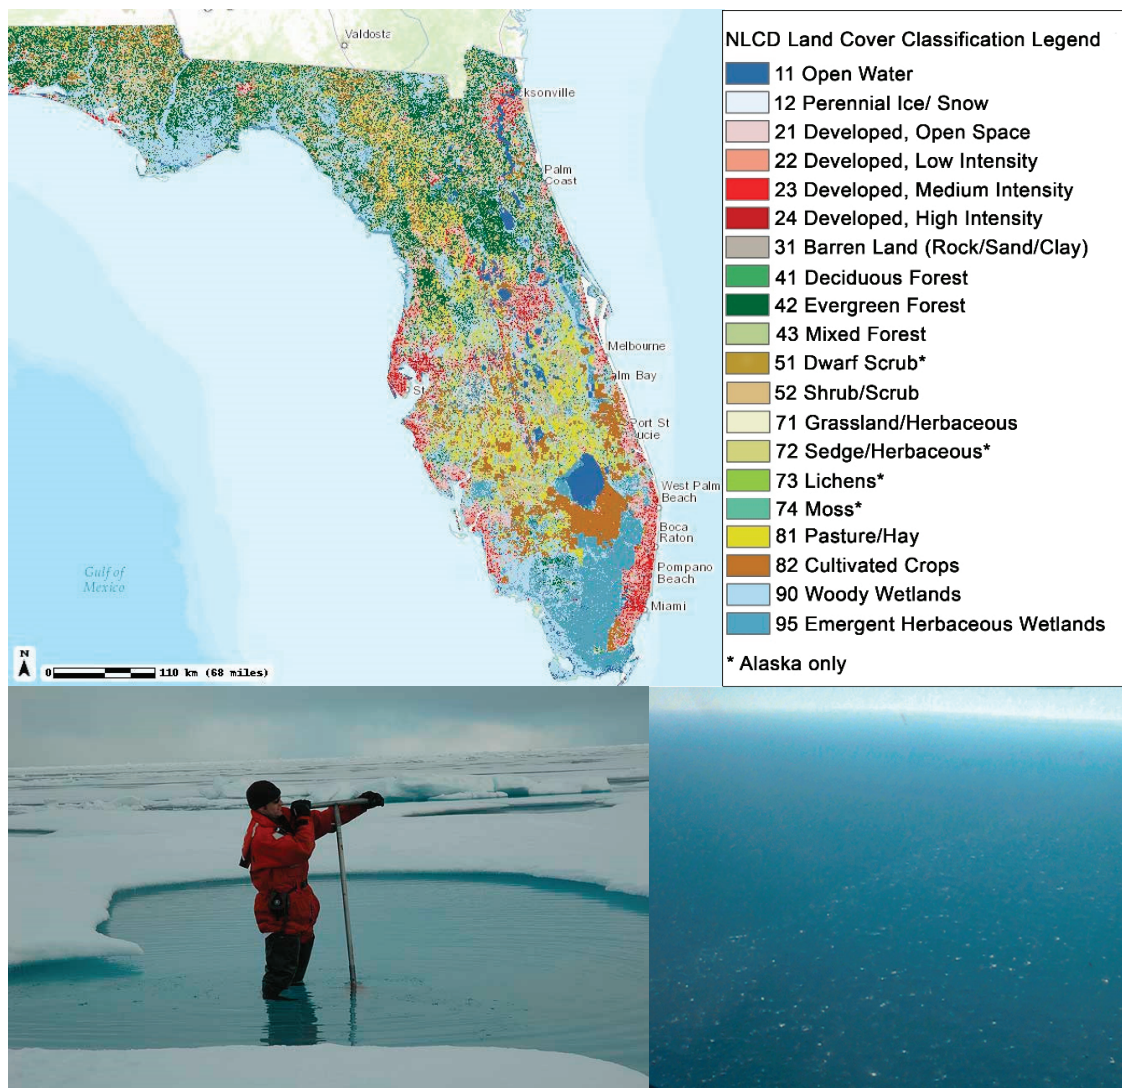 Valdosta
cksonville
Palm
Coast
Melbourne
alm Bay
St
Port St
ucie
West Palm
Beach
Boca
Raton
Pompano
Beach
Miami
Gulf of
Mexico
N
0 110 km (68 miles)
NLCD Land Cover Classification Legend
11 Open Water
12 Perennial Ice/ Snow
21 Developed, Open Space
22 Developed, Low Intensity
23 Developed, Medium Intensity
24 Developed, High Intensity
31 Barren Land (Rock/Sand/Clay)
41 Deciduous Forest
42 Evergreen Forest
43 Mixed Forest
51 Dwarf Scrub*
52 Shrub/Scrub
71 Grassland/Herbaceous
72 Sedge/Herbaceous*
73 Lichens*
74 Moss*
81 Pasture/Hay
82 Cultivated Crops
90 Woody Wetlands
95 Emergent Herbaceous Wetlands
* Alaska only